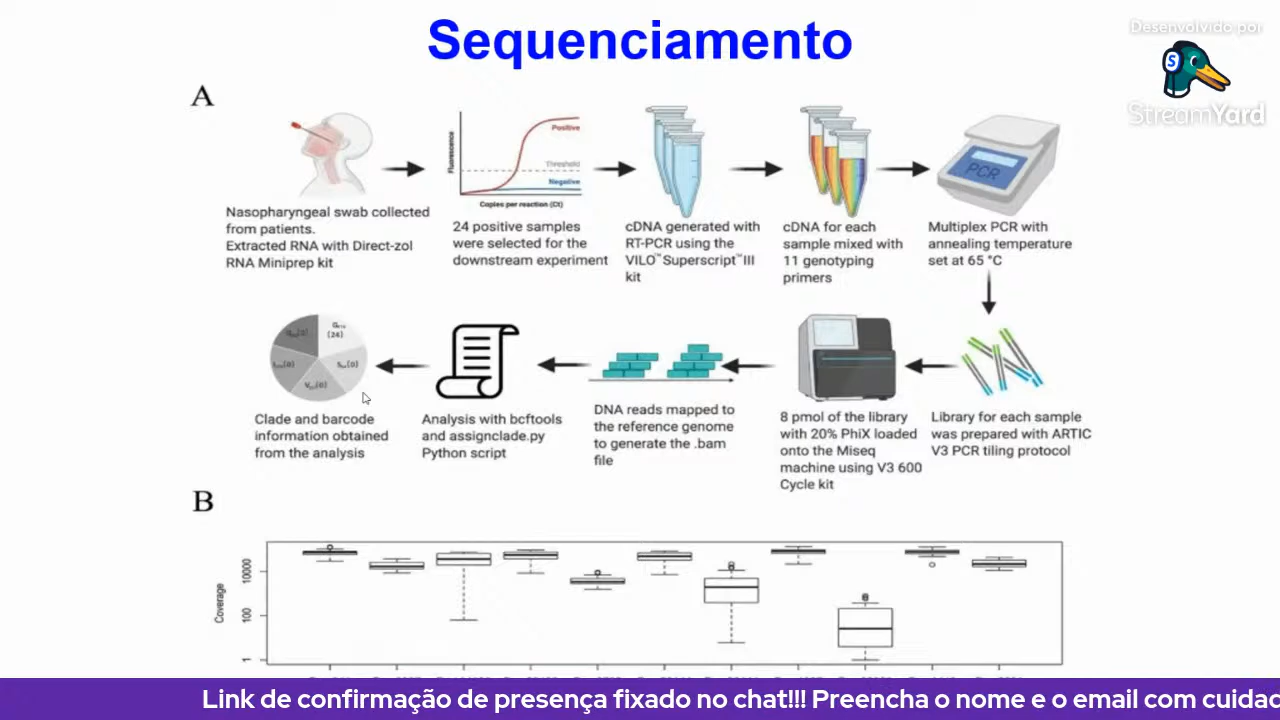 Sequenciamento
Desenvolvido por
S
StreamYard
A
Fluorescence
Positive
Threshold
Negative
Copies per reaction (Ct)
PCR
Nasopharyngeal swab collected
from patients.
Extracted RNA with Direct-zol
RNA Miniprep kit
24 positive samples
were selected for the
downstream experiment
cDNA generated with
RT-PCR using the
VILO™ Superscript™ III
kit
cDNA for each
sample mixed with
11 genotyping
primers
Multiplex PCR with
annealing temperature
set at 65 °C
(24)
Clade and barcode
information obtained
from the analysis
Analysis with bcftools
and assignclade.py
Python script
DNA reads mapped to
the reference genome
to generate the .bam
file
8 pmol of the library
with 20% PhiX loaded
onto the Miseq
machine using V3 600
Cycle kit
Library for each sample
was prepared with ARTIC
V3 PCR tiling protocol
B
Coverage
10000
100
1
Link de confirmação de presença fixado no chat!!! Preencha o nome e o email com cuidad